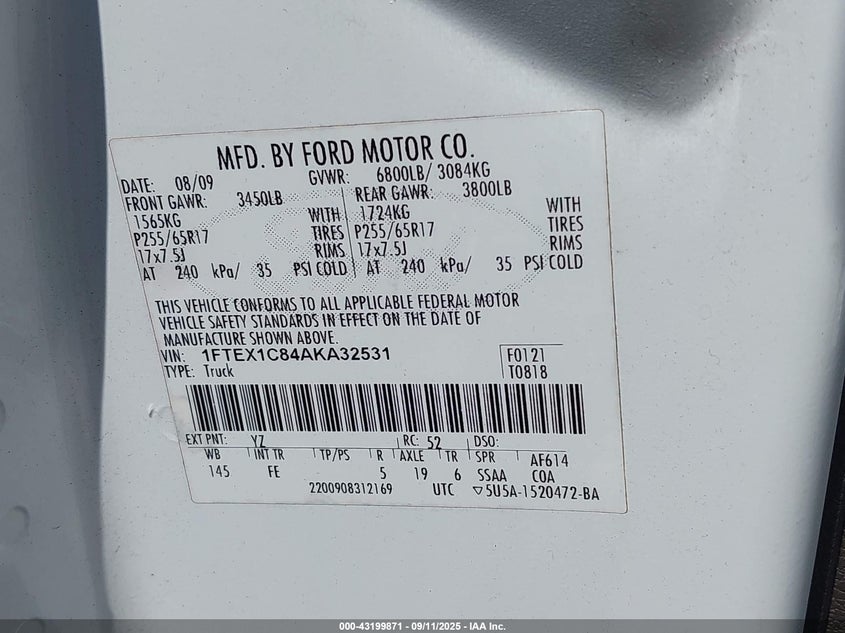 MFD. BY FORD MOTOR CO.
DATE: 08/09 GVWR: 6800LB/ 3084KG
FRONT GAWR: 3450LB REAR GAWR: 3800LB
1565KG WITH 1724KG WITH
P255/65R17 TIRES P255/65R17 TIRES
17x7.5J RIMS 17x7.5J RIMS
AT 240 kPa/ 35 PSI COLD AT 240 kPa/ 35 PSI COLD
THIS VEHICLE CONFORMS TO ALL APPLICABLE FEDERAL MOTOR
VEHICLE SAFETY STANDARDS IN EFFECT ON THE DATE OF
MANUFACTURE SHOWN ABOVE.
VIN: 1FTEX1C84AKA32531 F0121
TYPE: Truck T0818
EXT PNT: YZ RC: 52 DSO:
WB INT TR TP/PS R AXLE TR SPR AF614
145 FE 5 19 6 SSAA COA
2200908312169 UTC ▽5U5A-1520472-BA
000-43199871 - 09/11/2025 - IAA Inc.